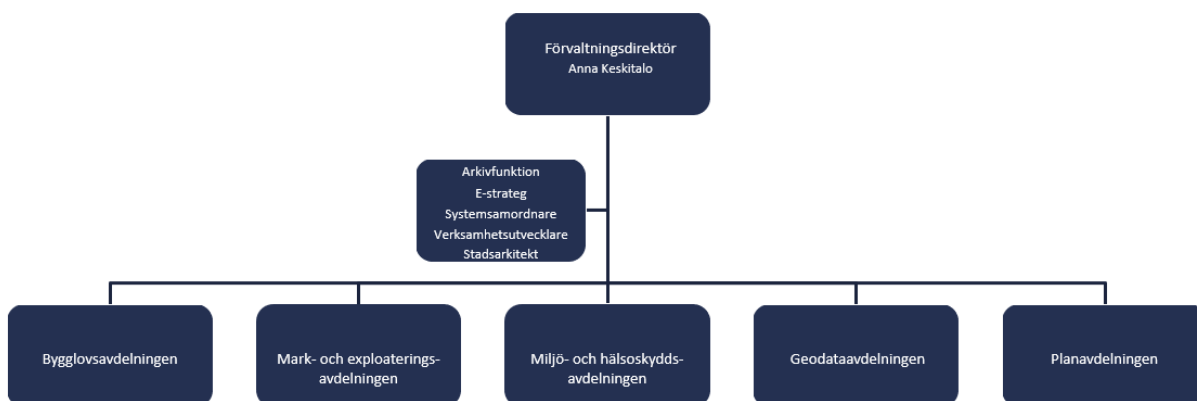 Förvaltningsdirektör
Anna Keskitalo
Arkivfunktion
E-strateg
Systemsamordnare
Verksamhetsutvecklare
Stadsarkitekt
Bygglovsavdelningen
Mark- och exploaterings-
avdelningen
Miljö- och hälsoskydds-
avdelningen
Geodataavdelningen
Planavdelningen